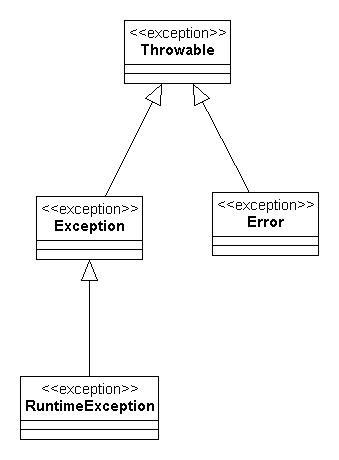 <<exception>>
Throwable
<<exception>>
Exception
<<exception>>
Error
<<exception>>
RuntimeException